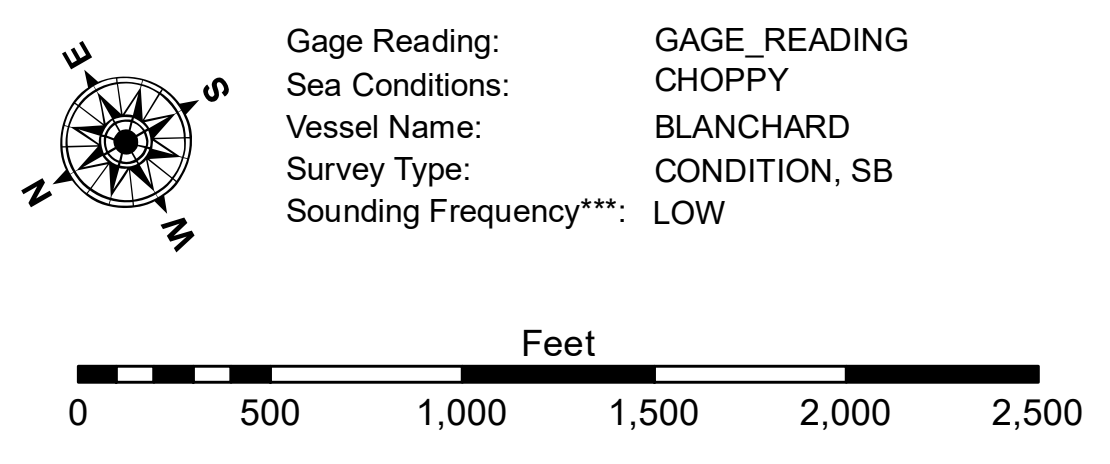 E
S
N
W
Gage Reading: GAGE_READING
Sea Conditions: CHOPPY
Vessel Name: BLANCHARD
Survey Type: CONDITION, SB
Sounding Frequency***: LOW
Feet
0 500 1,000 1,500 2,000 2,500